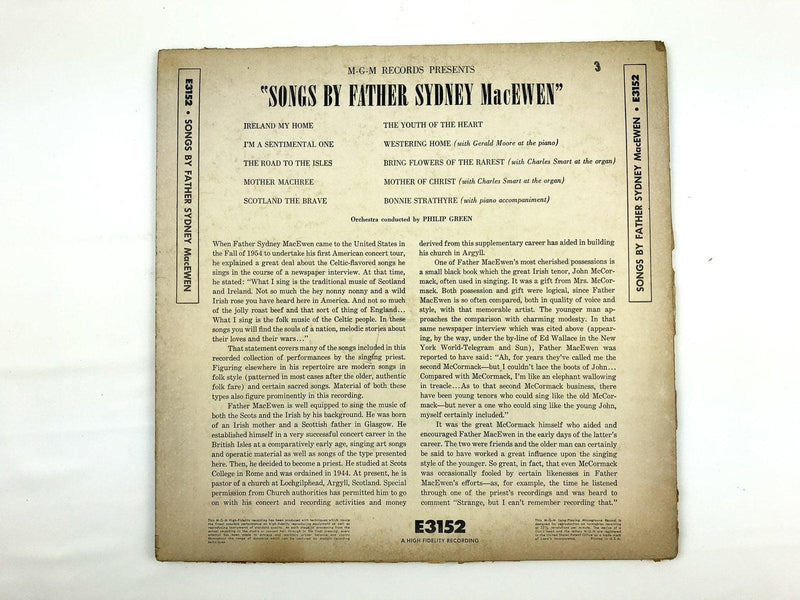 3
M-G-M RECORDS PRESENTS
"SONGS BY FATHER SYDNEY MacEWEN"
IRELAND MY HOME
I'M A SENTIMENTAL ONE
THE ROAD TO THE ISLES
MOTHER MACHREE
SCOTLAND THE BRAVE
THE YOUTH OF THE HEART
WESTERING HOME (with Gerald Moore at the piano)
BRING FLOWERS OF THE RAREST (with Charles Smart at the organ)
MOTHER OF CHRIST (with Charles Smart at the organ)
BONNIE STRATHYRE (with piano accompaniment)
Orchestra conducted by PHILIP GREEN
E3152 • SONGS BY FATHER SYDNEY MacEWEN
When Father Sydney MacEwen came to the United States in
the Fall of 1954 to undertake his first American concert tour,
he explained a great deal about the Celtic-flavored songs he
sings in the course of a newspaper interview. At that time,
he stated: "What I sing is the traditional music of Scotland
and Ireland. Not so much the hey nonny nonny and a wild
Irish rose you have heard here in America. And not so much
of the jolly roast beef and that sort of thing of England...
What I sing is the folk music of the Celtic people. In these
songs you will find the souls of a nation, melodic stories about
their loves and their wars..."
That statement covers many of the songs included in this
recorded collection of performances by the singing priest.
Figuring elsewhere in his repertoire are modern songs in
folk style (patterned in most cases after the older, authentic
folk fare) and certain sacred songs. Material of both these
types also figure prominently in this recording.
Father MacEwen is well equipped to sing the music of
both the Scots and the Irish by his background. He was born
of an Irish mother and a Scottish father in Glasgow. He
established himself in a very successful concert career in the
British Isles at a comparatively early age, singing art songs
and operatic material as well as songs of the type presented
here. Then, he decided to become a priest. He studied at Scots
College in Rome and was ordained in 1944. At present, he is
pastor of a church at Lochgilphead, Argyll, Scotland. Special
permission from Church authorities has permitted him to go
on with his concert and recording activities and money
derived from this supplementary career has aided in building
his church in Argyll.
One of Father MacEwen's most cherished possessions is
a small black book which the great Irish tenor, John McCor-
mack, often used in singing. It was a gift from Mrs. McCor-
mack. Both possession and gift were logical, since Father
MacEwen is so often compared, both in quality of voice and
style, with that memorable artist. The younger man ap-
proaches the comparison with charming modesty. In that
same newspaper interview which was cited above (appear-
ing, by the way, under the by-line of Ed Wallace in the New
York World-Telegram and Sun), Father MacEwen was
reported to have said: "Ah, for years they've called me the
second McCormack—but I couldn't lace the boots of John...
Compared with McCormack, I'm like an elephant wallowing
in treacle...As to that second McCormack business, there
have been young tenors who could sing like the old McCor-
mack—but never a one who could sing like the young John,
myself certainly included."
It was the great McCormack himself who aided and
encouraged Father MacEwen in the early days of the latter's
career. The two were friends and the older man can certainly
be said to have worked a great influence upon the singing
style of the younger. So great, in fact, that even McCormack
was occasionally fooled by certain likenesses in Father
MacEwen's efforts—as, for example, the time he listened
through one of the priest's recordings and was heard to
comment "Strange, but I can't remember recording that."
SONGS BY FATHER SYDNEY MacEWEN • E3152
E3152
A HIGH FIDELITY RECORDING